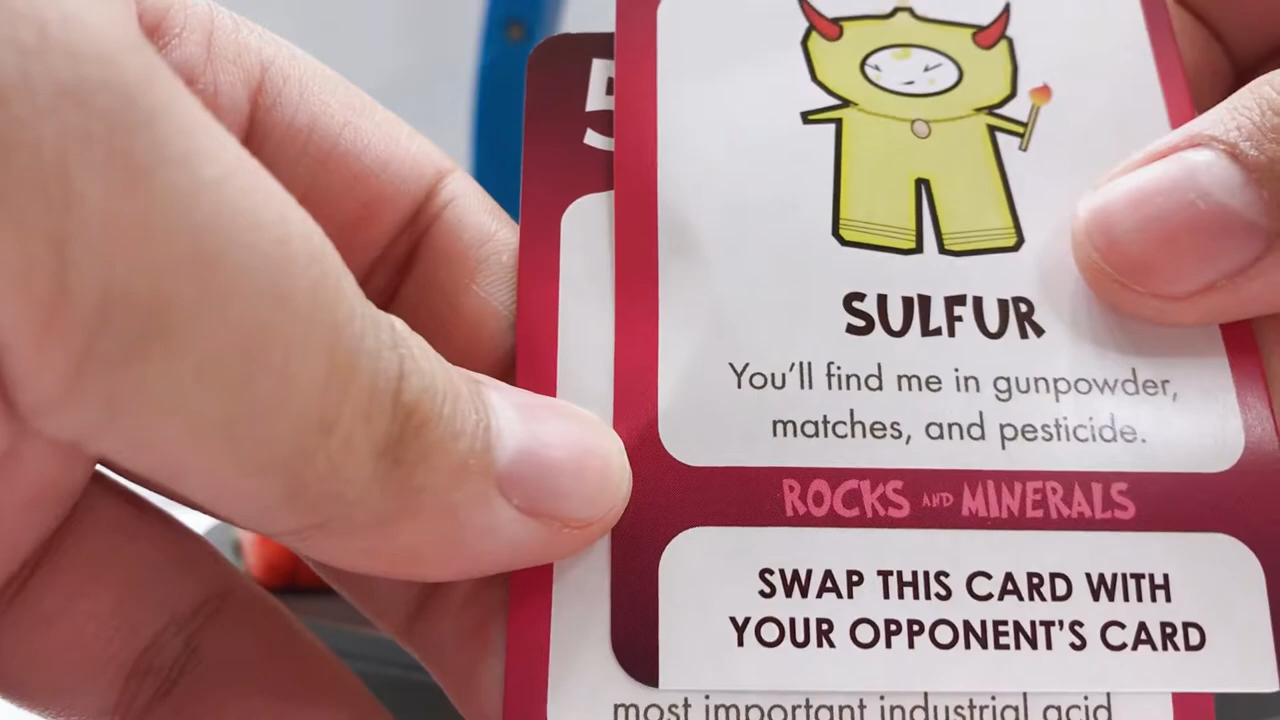 5
SULFUR
You'll find me in gunpowder,
matches, and pesticide.
ROCKS AND MINERALS
SWAP THIS CARD WITH
YOUR OPPONENT'S CARD
most important industrial acid